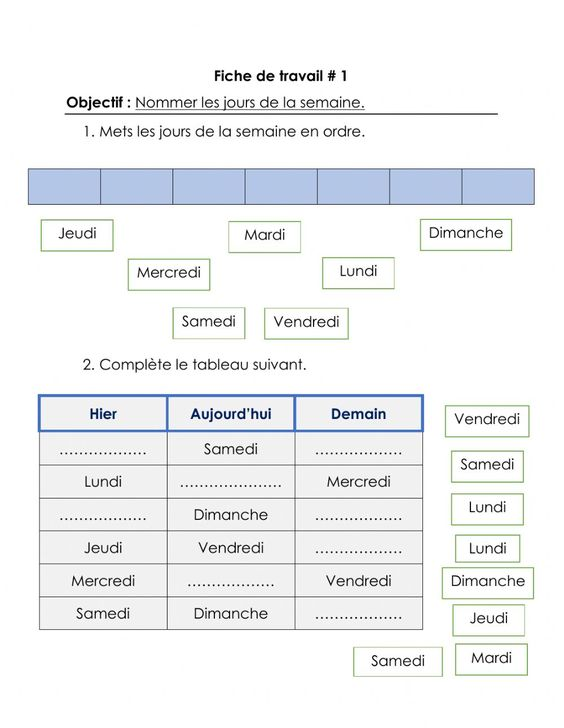 Fiche de travail # 1
Objectif : Nommer les jours de la semaine.
1. Mets les jours de la semaine en ordre.
Jeudi Mardi Dimanche
Mercredi Lundi
Samedi Vendredi
2. Complète le tableau suivant.
Hier Aujourd'hui Demain
.................. Samedi ..................
Lundi ..................... Mercredi
.................. Dimanche ..................
Jeudi Vendredi ..................
Mercredi .................. Vendredi
Samedi Dimanche ..................
Vendredi
Samedi
Lundi
Lundi
Dimanche
Jeudi
Samedi Mardi